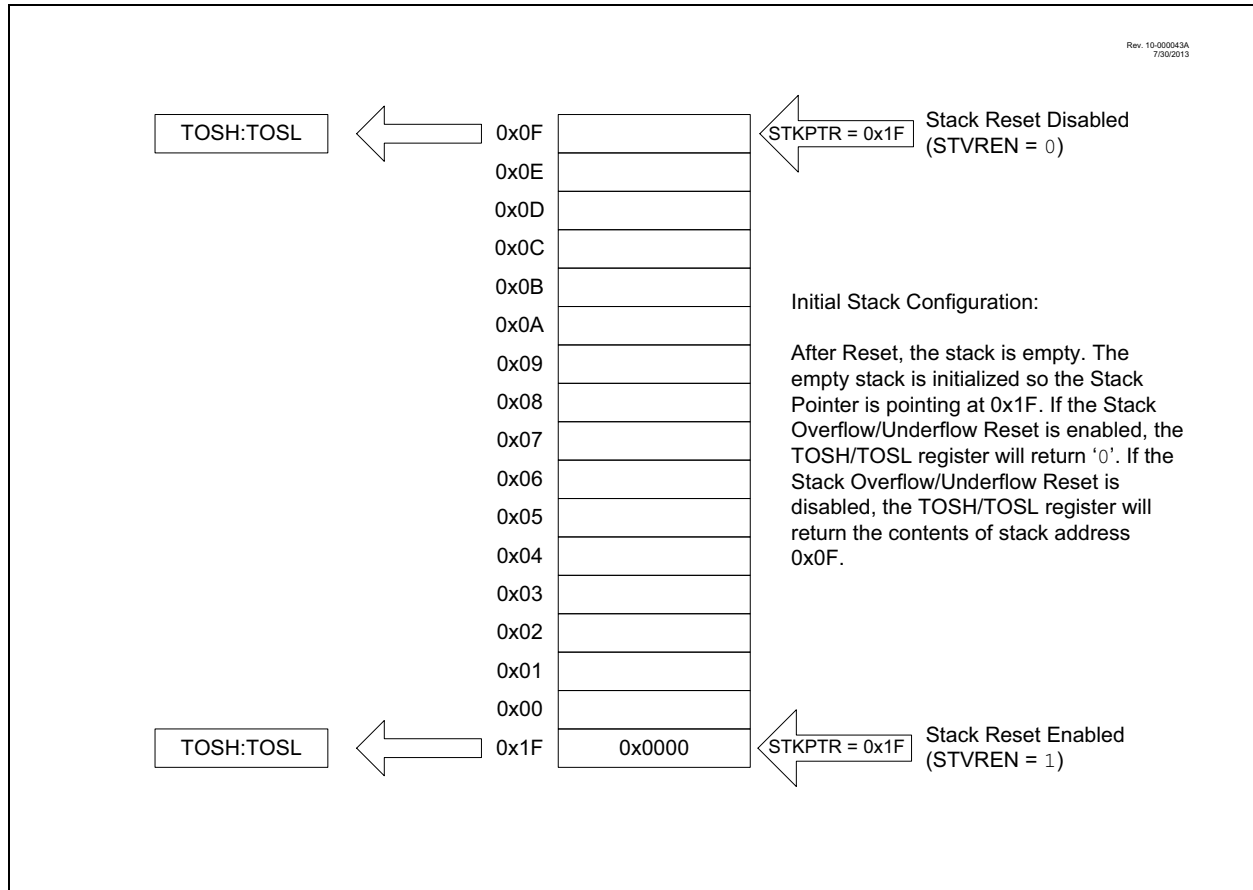 Rev. 10-000043A
7/30/2013
TOSH:TOSL
0x0F
STKPTR = 0x1F
Stack Reset Disabled
(STVREN = 0)
0x0E
0x0D
0x0C
0x0B
0x0A
0x09
0x08
0x07
0x06
0x05
0x04
0x03
0x02
0x01
0x00
Initial Stack Configuration:
After Reset, the stack is empty. The
empty stack is initialized so the Stack
Pointer is pointing at 0x1F. If the Stack
Overflow/Underflow Reset is enabled, the
TOSH/TOSL register will return ‘0’. If the
Stack Overflow/Underflow Reset is
disabled, the TOSH/TOSL register will
return the contents of stack address
0x0F.
TOSH:TOSL
0x1F
0x0000
STKPTR = 0x1F
Stack Reset Enabled
(STVREN = 1)